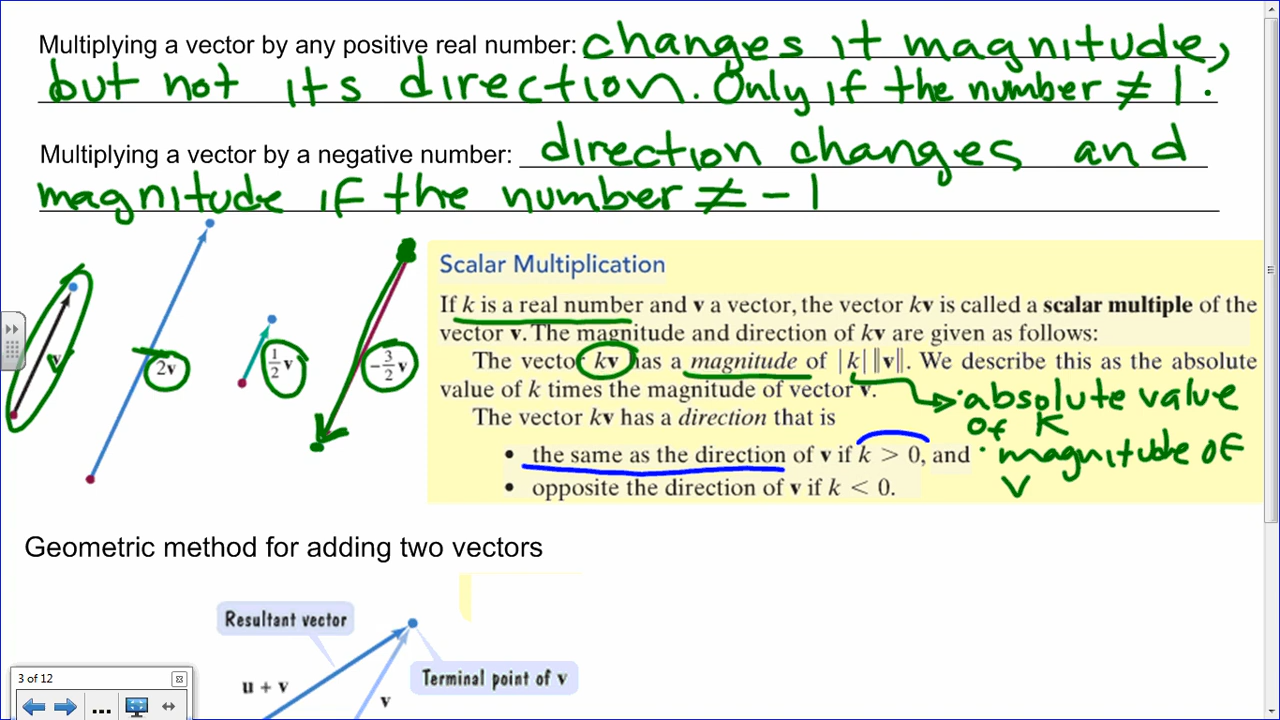 Multiplying a vector by any positive real number: changes it magnitude,
but not its direction. Only if the number ≠ 1.
Multiplying a vector by a negative number: direction changes and
magnitude if the number ≠ -1
v
2v
1/2 v
-3/2 v
Scalar Multiplication
If k is a real number and v a vector, the vector kv is called a scalar multiple of the
vector v. The magnitude and direction of kv are given as follows:
The vector kv has a magnitude of |k| ||v||. We describe this as the absolute
value of k times the magnitude of vector v.
· absolute value
of K
The vector kv has a direction that is
• the same as the direction of v if k > 0, and
· magnitude of
v
• opposite the direction of v if k < 0.
Geometric method for adding two vectors
Resultant vector
Terminal point of v
u + v
v
3 of 12
...